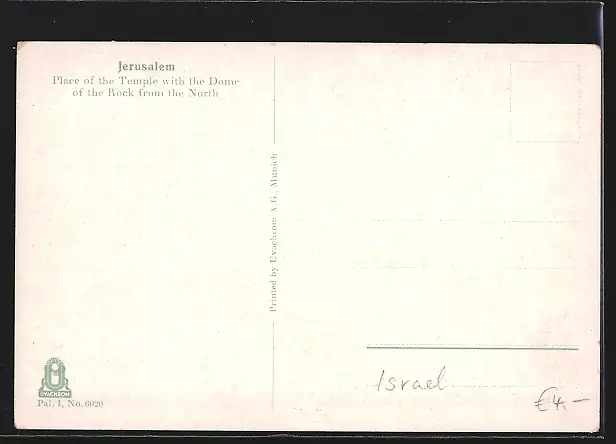 Jerusalem
Place of the Temple with the Dome
of the Rock from the North
Printed by Uvachrom A.G., Munich
UVACHROM
Pal. I, No. 6020
Israel
€4.-